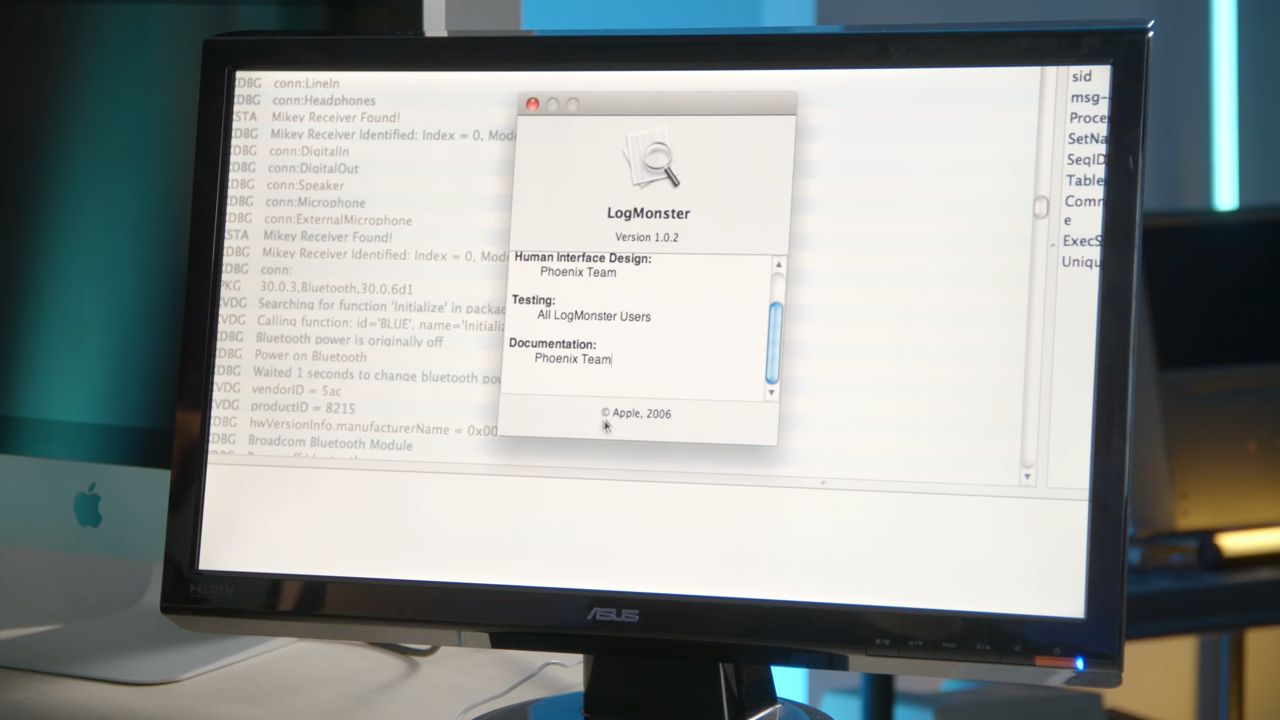 DBG conn:LineIn
DBG conn:Headphones
STA Mikey Receiver Found!
DBG Mikey Receiver Identified: Index = 0,
DBG conn:DigitalIn
DBG conn:DigitalOut
DBG conn:Speaker
DBG conn:Microphone
DBG conn:ExternalMicrophone
STA Mikey Receiver Found!
DBG Mikey Receiver Identified: Index = 0,
DBG conn:
PKG 30.0.3,Bluetooth,30.0.6d1
VDG Searching for function 'Initialize' in
VDG Calling function: id='BLUE', name='Initiali
DBG Bluetooth power is originally off
DBG Power on Bluetooth
DBG Waited 1 seconds to change bluetooth
VDG vendorID = 5ac
VDG productID = 8215
DBG hwVersionInfo.manufacturerName = 0x00
DBG Broadcom Bluetooth Module
LogMonster
Version 1.0.2
Human Interface Design:
Phoenix Team
Testing:
All LogMonster Users
Documentation:
Phoenix Team
© Apple, 2006
sid
msg-
Proce
SetNa
SeqID
Table
Com
e
ExecS
Uniqu
HDMI
ASUS